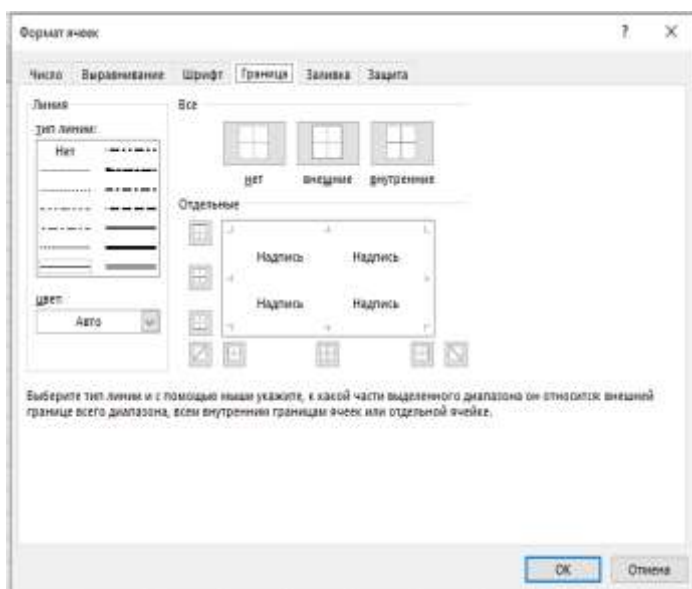 Формат ячеек ? ×
Число Выравнивание Шрифт Граница Заливка Защита
Линия
тип линии:
Нет
цвет:
Авто
Все
нет внешние внутренние
Отдельные
Надпись Надпись
Надпись Надпись
Выберите тип линии и с помощью мыши укажите, к какой части выделенного диапазона он относится: внешней
границе всего диапазона, всем внутренним границам ячеек или отдельной ячейке.
ОК Отмена